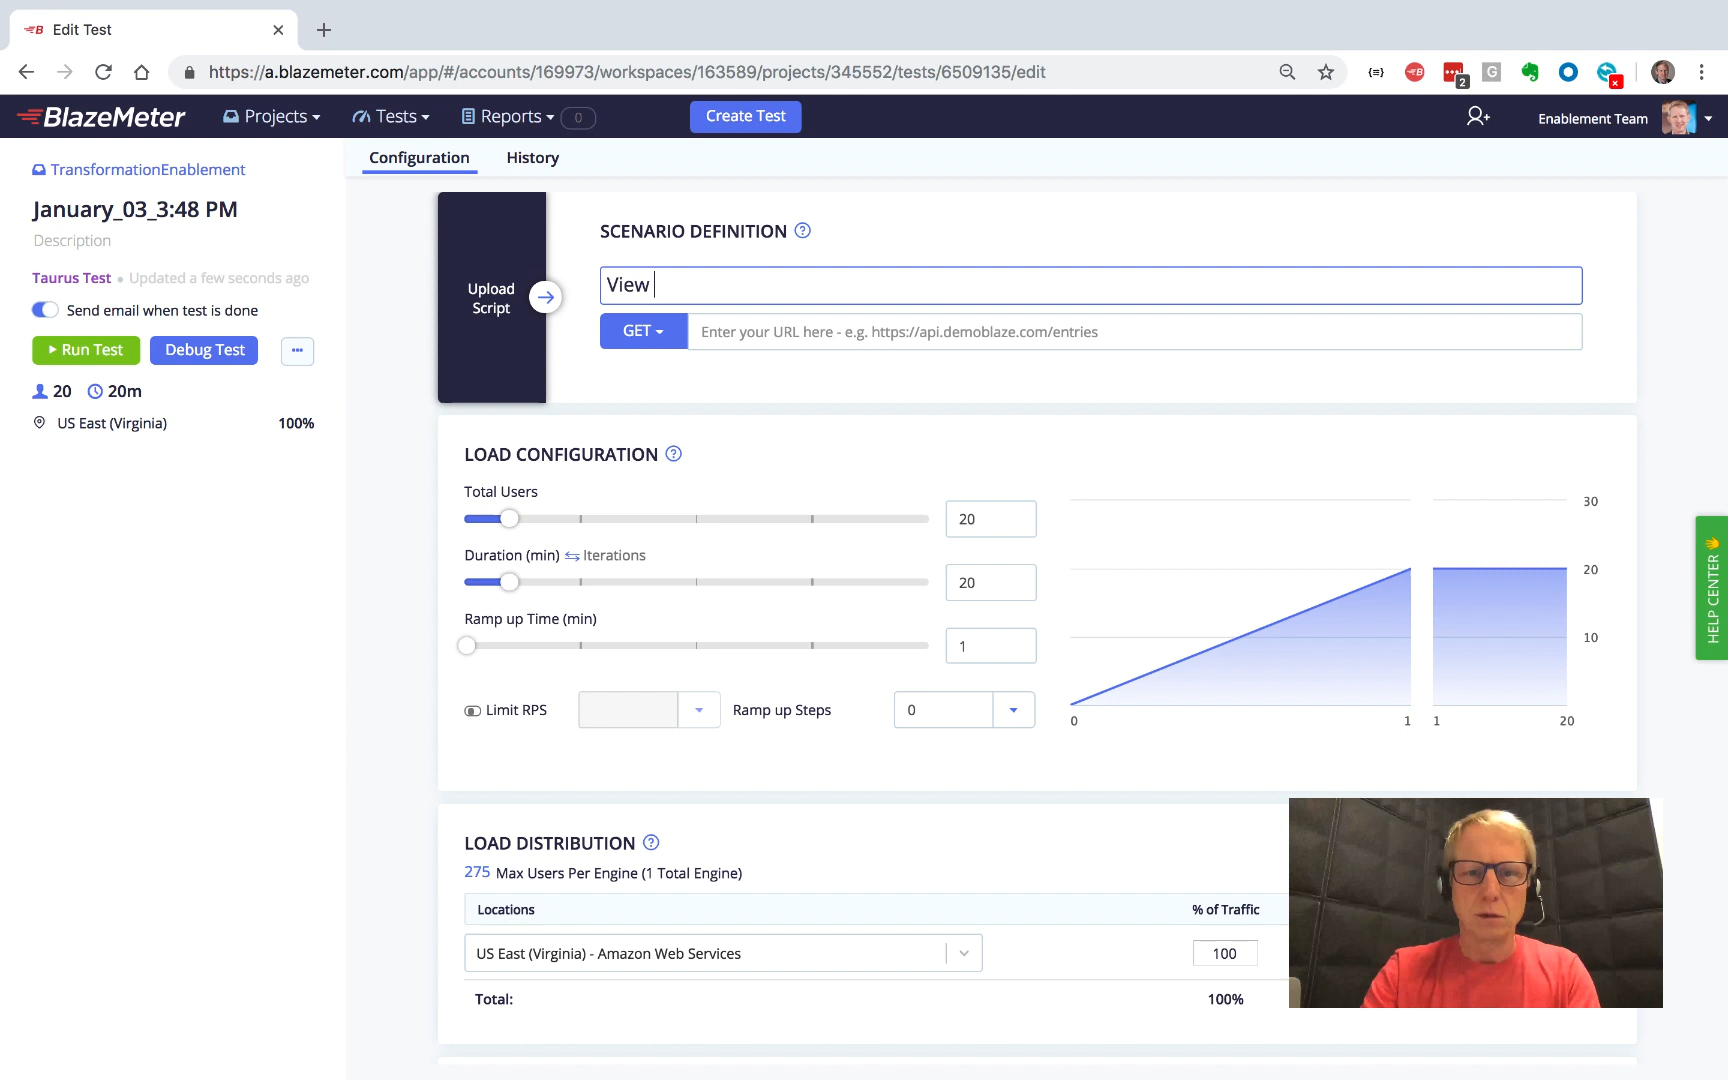 Edit Test
https://a.blazemeter.com/app/#/accounts/169973/workspaces/163589/projects/345552/tests/6509135/edit
2
G
BlazeMeter
Projects
Tests
Reports
0
Create Test
Enablement Team
TransformationEnablement
Configuration
History
January_03_3:48 PM
Description
Taurus Test • Updated a few seconds ago
Send email when test is done
Run Test
Debug Test
20
20m
US East (Virginia)
100%
Upload
Script
SCENARIO DEFINITION
View
GET
Enter your URL here - e.g. https://api.demoblaze.com/entries
LOAD CONFIGURATION
Total Users
20
Duration (min)
Iterations
20
Ramp up Time (min)
1
Limit RPS
Ramp up Steps
0
30
20
10
0
1
1
20
HELP CENTER
LOAD DISTRIBUTION
275 Max Users Per Engine (1 Total Engine)
Locations
% of Traffic
US East (Virginia) - Amazon Web Services
100
Total:
100%